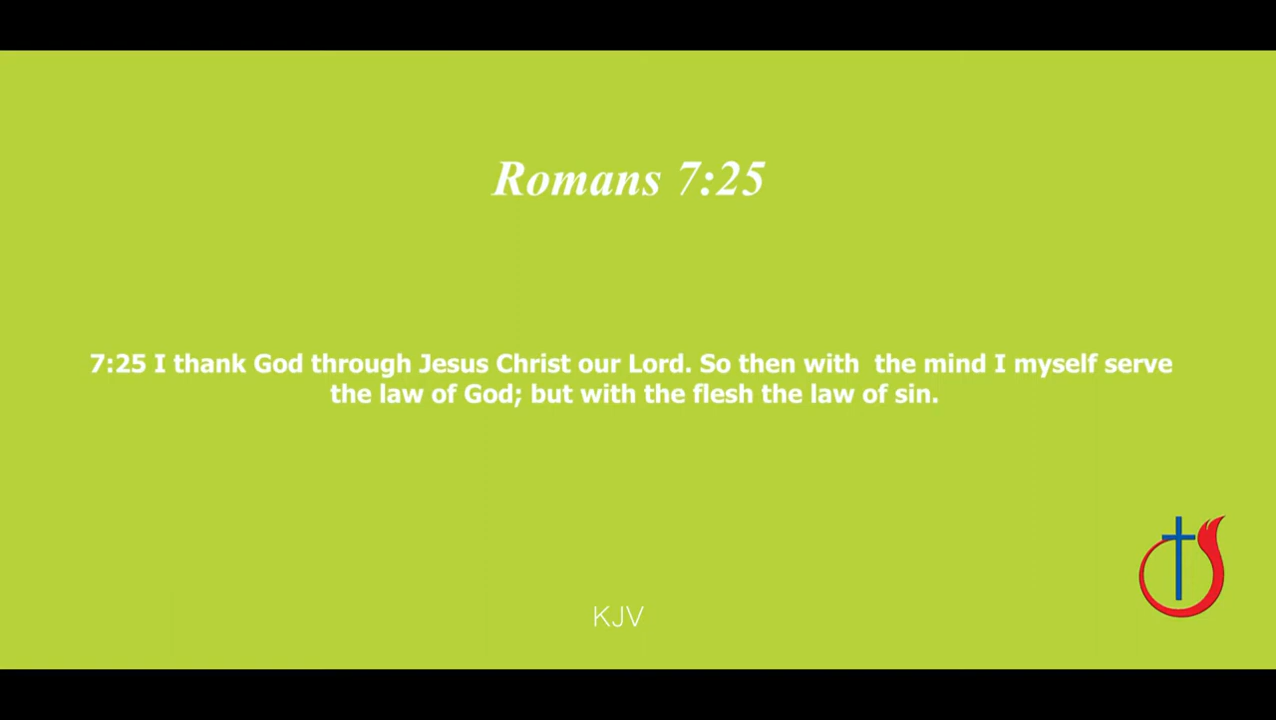 Romans 7:25
7:25 I thank God through Jesus Christ our Lord. So then with  the mind I myself serve
the law of God; but with the flesh the law of sin.
KJV